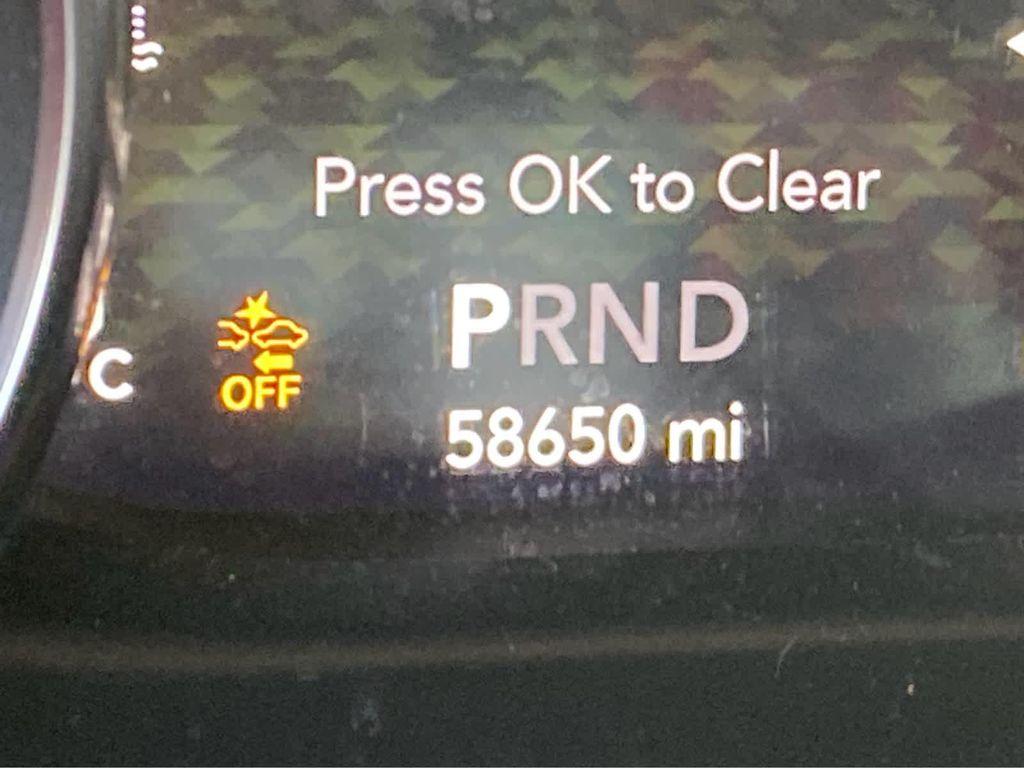 Press OK to Clear
PRND
C
OFF
58650 mi